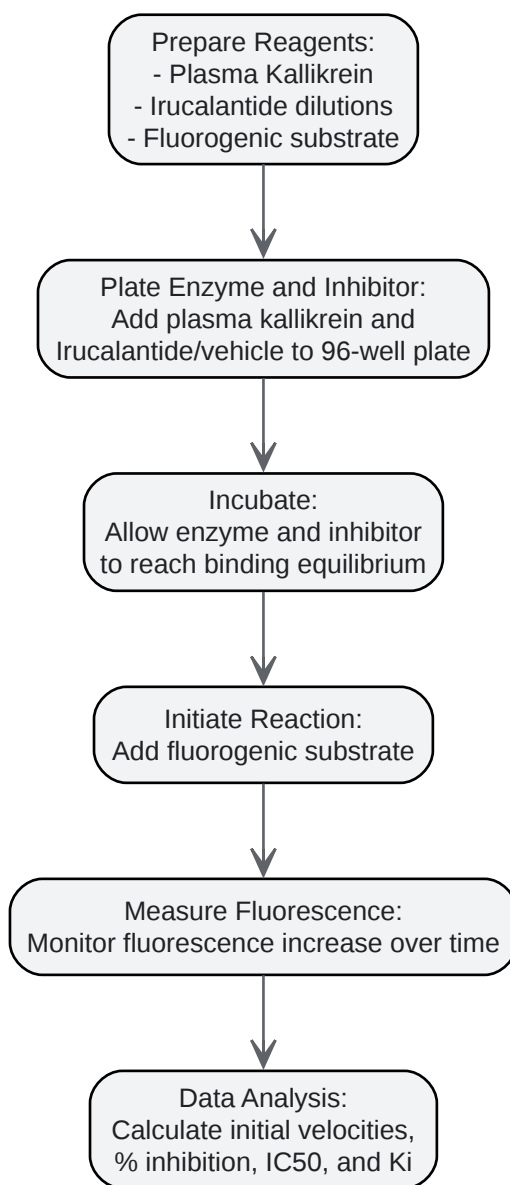 Prepare Reagents:
- Plasma Kallikrein
- Irucalantide dilutions
- Fluorogenic substrate
Plate Enzyme and Inhibitor:
Add plasma kallikrein and
Irucalantide/vehicle to 96-well plate
Incubate:
Allow enzyme and inhibitor
to reach binding equilibrium
Initiate Reaction:
Add fluorogenic substrate
Measure Fluorescence:
Monitor fluorescence increase over time
Data Analysis:
Calculate initial velocities,
% inhibition, IC50, and Ki